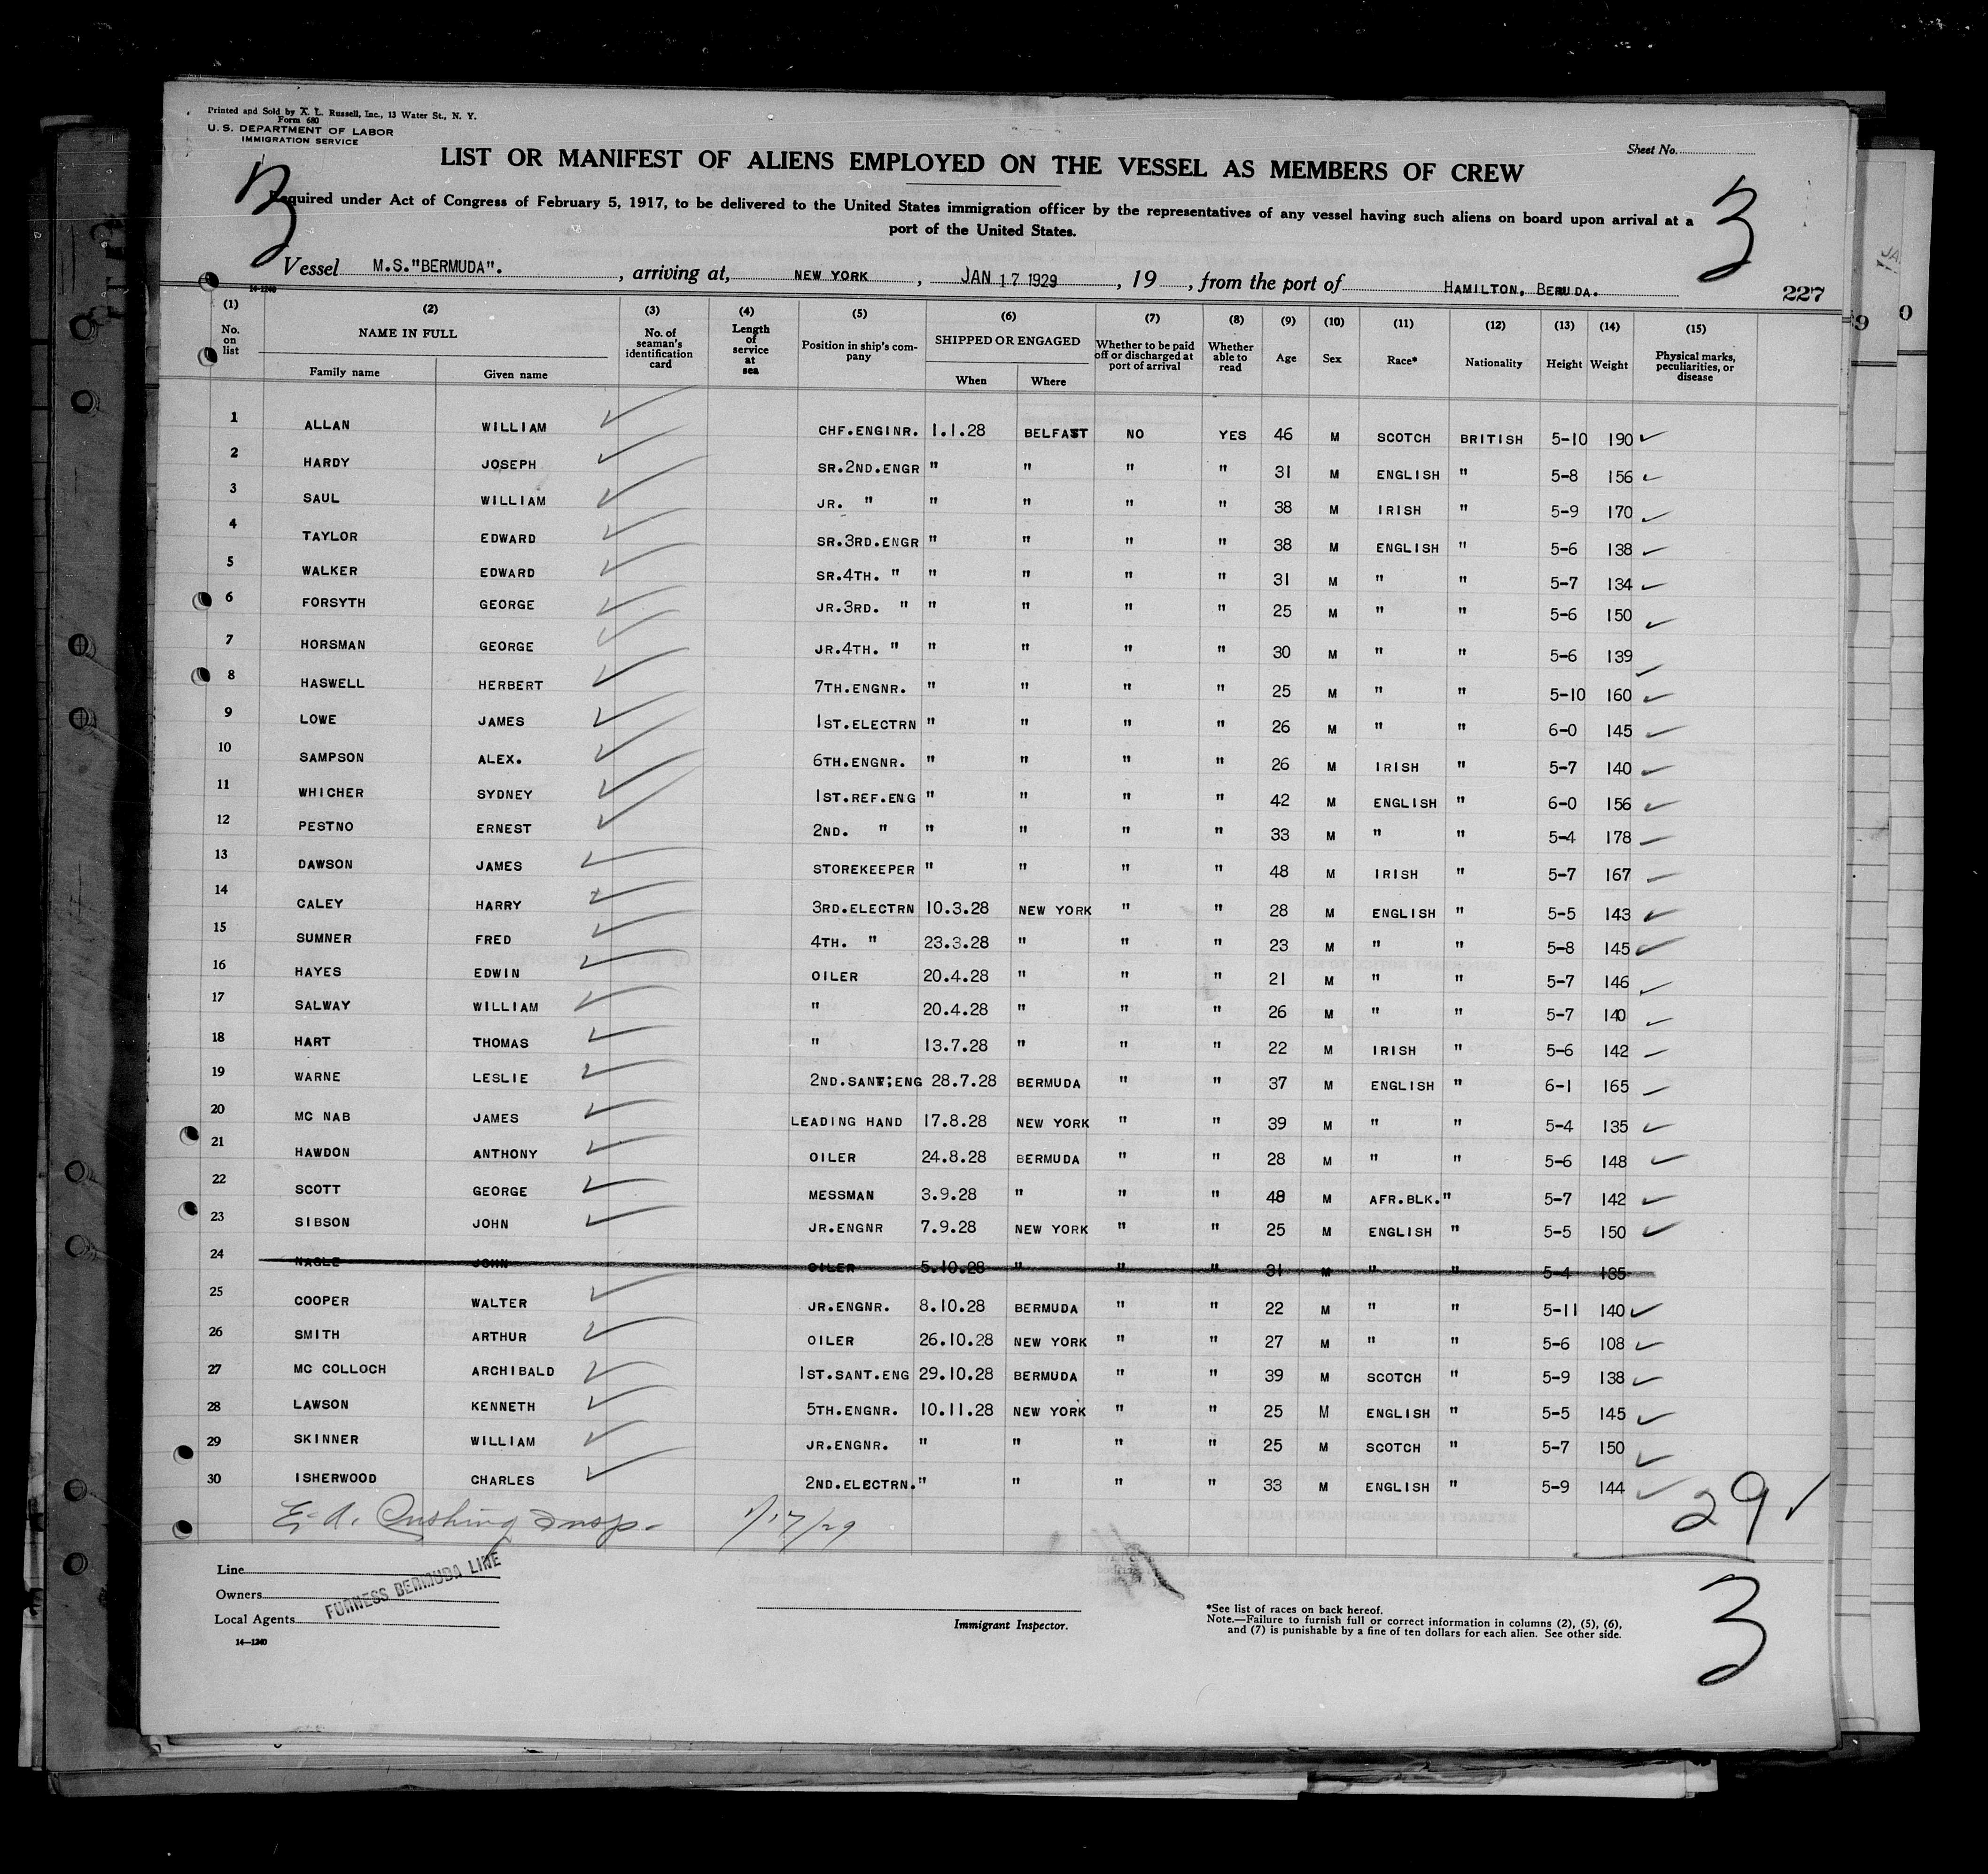 Printed and Sold by A. L. Russell, Inc., 13 Water St., N. Y.
Form 680
U. S. DEPARTMENT OF LABOR
IMMIGRATION SERVICE
Sheet No.
LIST OR MANIFEST OF ALIENS EMPLOYED ON THE VESSEL AS MEMBERS OF CREW
3 3
Required under Act of Congress of February 5, 1917, to be delivered to the United States immigration officer by the representatives of any vessel having such aliens on board upon arrival at a
port of the United States.
Vessel M.S."BERMUDA". , arriving at, NEW YORK , JAN 17 1929 , 19 , from the port of HAMILTON, BERUDA.
14-1240
227
(1) (2) (3) (4) (5) (6) (7) (8) (9) (10) (11) (12) (13) (14) (15)
No. on list NAME IN FULL Family name Given name No. of seaman's identification card Length of service at sea Position in ship's company SHIPPED OR ENGAGED When Where Whether to be paid off or discharged at port of arrival Whether able to read Age Sex Race* Nationality Height Weight Physical marks, peculiarities, or disease
1 ALLAN WILLIAM CHF.ENGINR. 1.1.28 BELFAST NO YES 46 M SCOTCH BRITISH 5-10 190
2 HARDY JOSEPH SR.2ND.ENGR " " " " 31 M ENGLISH " 5-8 156
3 SAUL WILLIAM JR. " " " " " 38 M IRISH " 5-9 170
4 TAYLOR EDWARD SR.3RD.ENGR " " " " 38 M ENGLISH " 5-6 138
5 WALKER EDWARD SR.4TH. " " " " " 31 M " " 5-7 134
6 FORSYTH GEORGE JR.3RD. " " " " " 25 M " " 5-6 150
7 HORSMAN GEORGE JR.4TH. " " " " " 30 M " " 5-6 139
8 HASWELL HERBERT 7TH.ENGNR. " " " " 25 M " " 5-10 160
9 LOWE JAMES 1ST.ELECTRN " " " " 26 M " " 6-0 145
10 SAMPSON ALEX. 6TH.ENGNR. " " " " 26 M IRISH " 5-7 140
11 WHICHER SYDNEY 1ST.REF.ENG " " " " 42 M ENGLISH " 6-0 156
12 PESTNO ERNEST 2ND. " " " " " 33 M " " 5-4 178
13 DAWSON JAMES STOREKEEPER " " " " 48 M IRISH " 5-7 167
14 CALEY HARRY 3RD.ELECTRN 10.3.28 NEW YORK " " 28 M ENGLISH " 5-5 143
15 SUMNER FRED 4TH. " 23.3.28 " " " 23 M " " 5-8 145
16 HAYES EDWIN OILER 20.4.28 " " " 21 M " " 5-7 146
17 SALWAY WILLIAM " 20.4.28 " " " 26 M " " 5-7 140
18 HART THOMAS " 13.7.28 " " " 22 M IRISH " 5-6 142
19 WARNE LESLIE 2ND.SANT;ENG 28.7.28 BERMUDA " " 37 M ENGLISH " 6-1 165
20 MC NAB JAMES LEADING HAND 17.8.28 NEW YORK " " 39 M " " 5-4 135
21 HAWDON ANTHONY OILER 24.8.28 BERMUDA " " 28 M " " 5-6 148
22 SCOTT GEORGE MESSMAN 3.9.28 " " " 48 M AFR.BLK. " 5-7 142
23 SIBSON JOHN JR.ENGNR 7.9.28 NEW YORK " " 25 M ENGLISH " 5-5 150
24 NAGLE JOHN OILER 5.10.28 " " " 31 M " " 5-4 135
25 COOPER WALTER JR.ENGNR. 8.10.28 BERMUDA " " 22 M " " 5-11 140
26 SMITH ARTHUR OILER 26.10.28 NEW YORK " " 27 M " " 5-6 108
27 MC COLLOCH ARCHIBALD 1ST.SANT.ENG 29.10.28 BERMUDA " " 39 M SCOTCH " 5-9 138
28 LAWSON KENNETH 5TH.ENGNR. 10.11.28 NEW YORK " " 25 M ENGLISH " 5-5 145
29 SKINNER WILLIAM JR.ENGNR. " " " " 25 M SCOTCH " 5-7 150
30 ISHERWOOD CHARLES 2ND.ELECTRN. " " " " 33 M ENGLISH " 5-9 144
29
E. A. Cushing Insp. 1/17/29
Line
Owners
Local Agents
FURNESS BERMUDA LINE
14-1240
Immigrant Inspector.
*See list of races on back hereof.
Note.—Failure to furnish full or correct information in columns (2), (5), (6),
and (7) is punishable by a fine of ten dollars for each alien. See other side.
3